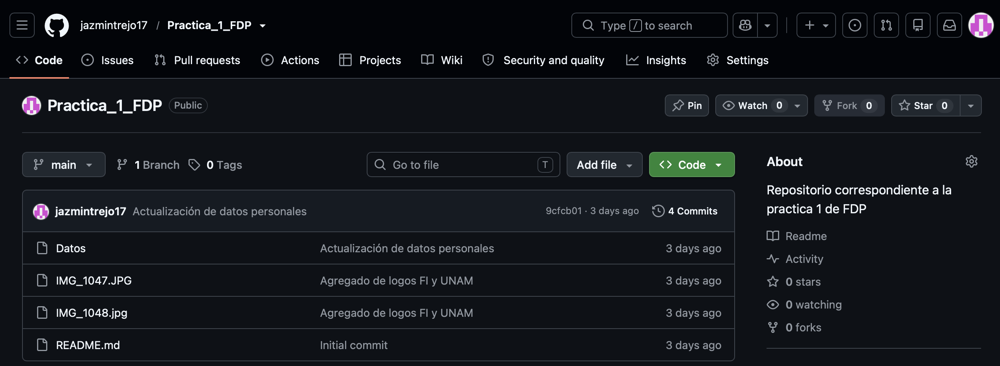 jazmintrejo17 / Practica_1_FDP
Type / to search
Code Issues Pull requests Actions Projects Wiki Security and quality Insights Settings
Practica_1_FDP Public
Pin Watch 0 Fork 0 Star 0
main 1 Branch 0 Tags
Go to file T Add file Code
jazmintrejo17 Actualización de datos personales 9cfcb01 · 3 days ago 4 Commits
Datos Actualización de datos personales 3 days ago
IMG_1047.JPG Agregado de logos FI y UNAM 3 days ago
IMG_1048.jpg Agregado de logos FI y UNAM 3 days ago
README.md Initial commit 3 days ago
About
Repositorio correspondiente a la
practica 1 de FDP
Readme
Activity
0 stars
0 watching
0 forks